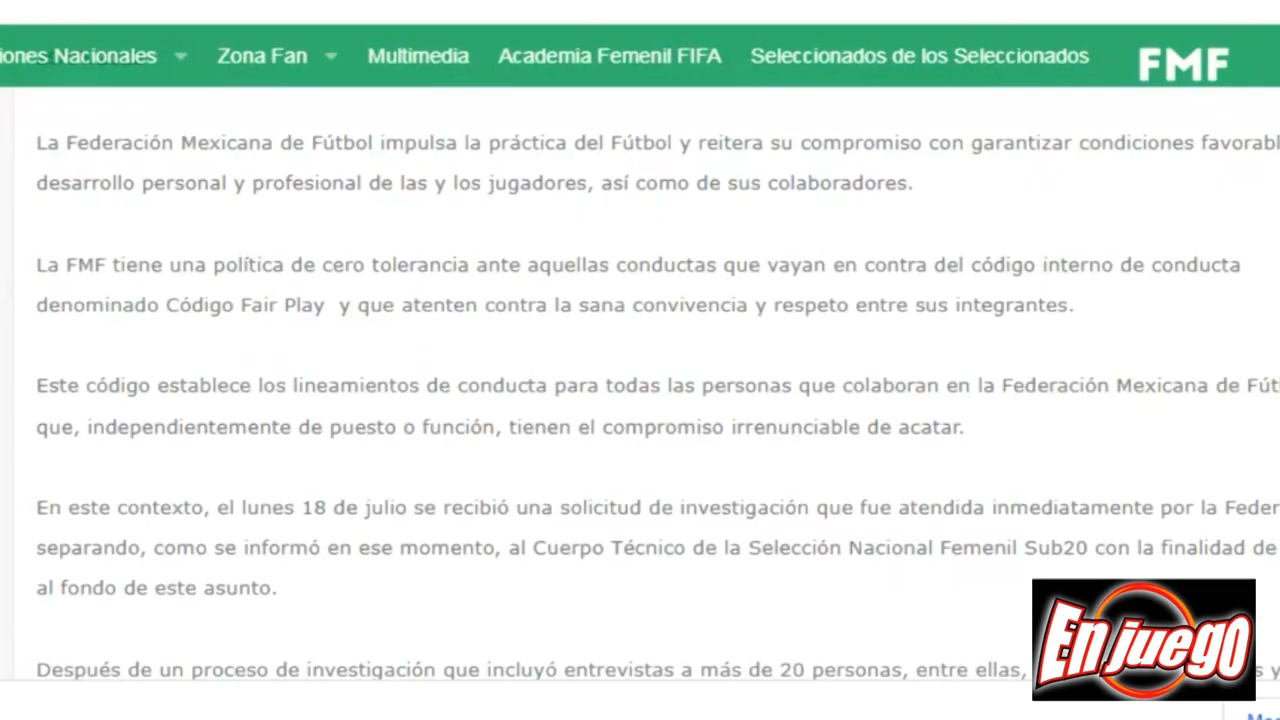 iones Nacionales Zona Fan Multimedia Academia Femenil FIFA Seleccionados de los Seleccionados FMF
La Federación Mexicana de Fútbol impulsa la práctica del Fútbol y reitera su compromiso con garantizar condiciones favorabl
desarrollo personal y profesional de las y los jugadores, así como de sus colaboradores.
La FMF tiene una política de cero tolerancia ante aquellas conductas que vayan en contra del código interno de conducta
denominado Código Fair Play y que atenten contra la sana convivencia y respeto entre sus integrantes.
Este código establece los lineamientos de conducta para todas las personas que colaboran en la Federación Mexicana de Fút
que, independientemente de puesto o función, tienen el compromiso irrenunciable de acatar.
En este contexto, el lunes 18 de julio se recibió una solicitud de investigación que fue atendida inmediatamente por la Feder
separando, como se informó en ese momento, al Cuerpo Técnico de la Selección Nacional Femenil Sub20 con la finalidad de
al fondo de este asunto.
En juego
Después de un proceso de investigación que incluyó entrevistas a más de 20 personas, entre ellas, s y